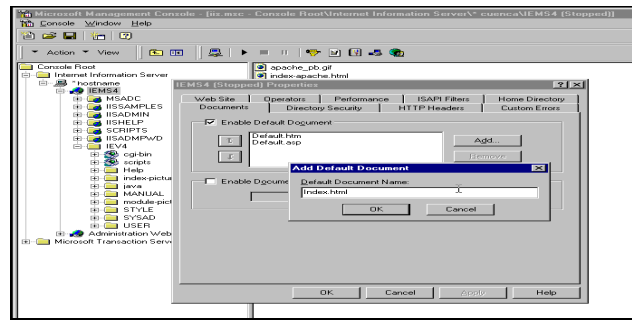 Microsoft Management Console - [iis.msc - Console Root\Internet Information Server\* cuenca\IEMS4 (Stopped)]
Console Window Help
Action View
Console Root
Internet Information Server
* hostname
IEMS4
MSADC
IISSAMPLES
IISADMIN
IISHELP
SCRIPTS
IISADMPWD
IEV4
cgi-bin
scripts
Help
index-pictu
java
MANUAL
module-pict
STYLE
SYSAD
USER
Administration Web
Microsoft Transaction Serv
apache_pb.gif
index-apache.html
IEMS4 (Stopped) Properties
Web Site Operators Performance ISAPI Filters Home Directory
Documents Directory Security HTTP Headers Custom Errors
Enable Default Document
Default.htm
Default.asp
Add...
Remove
Enable Docume
Add Default Document
Default Document Name:
Index.html
OK Cancel
OK Cancel Apply Help